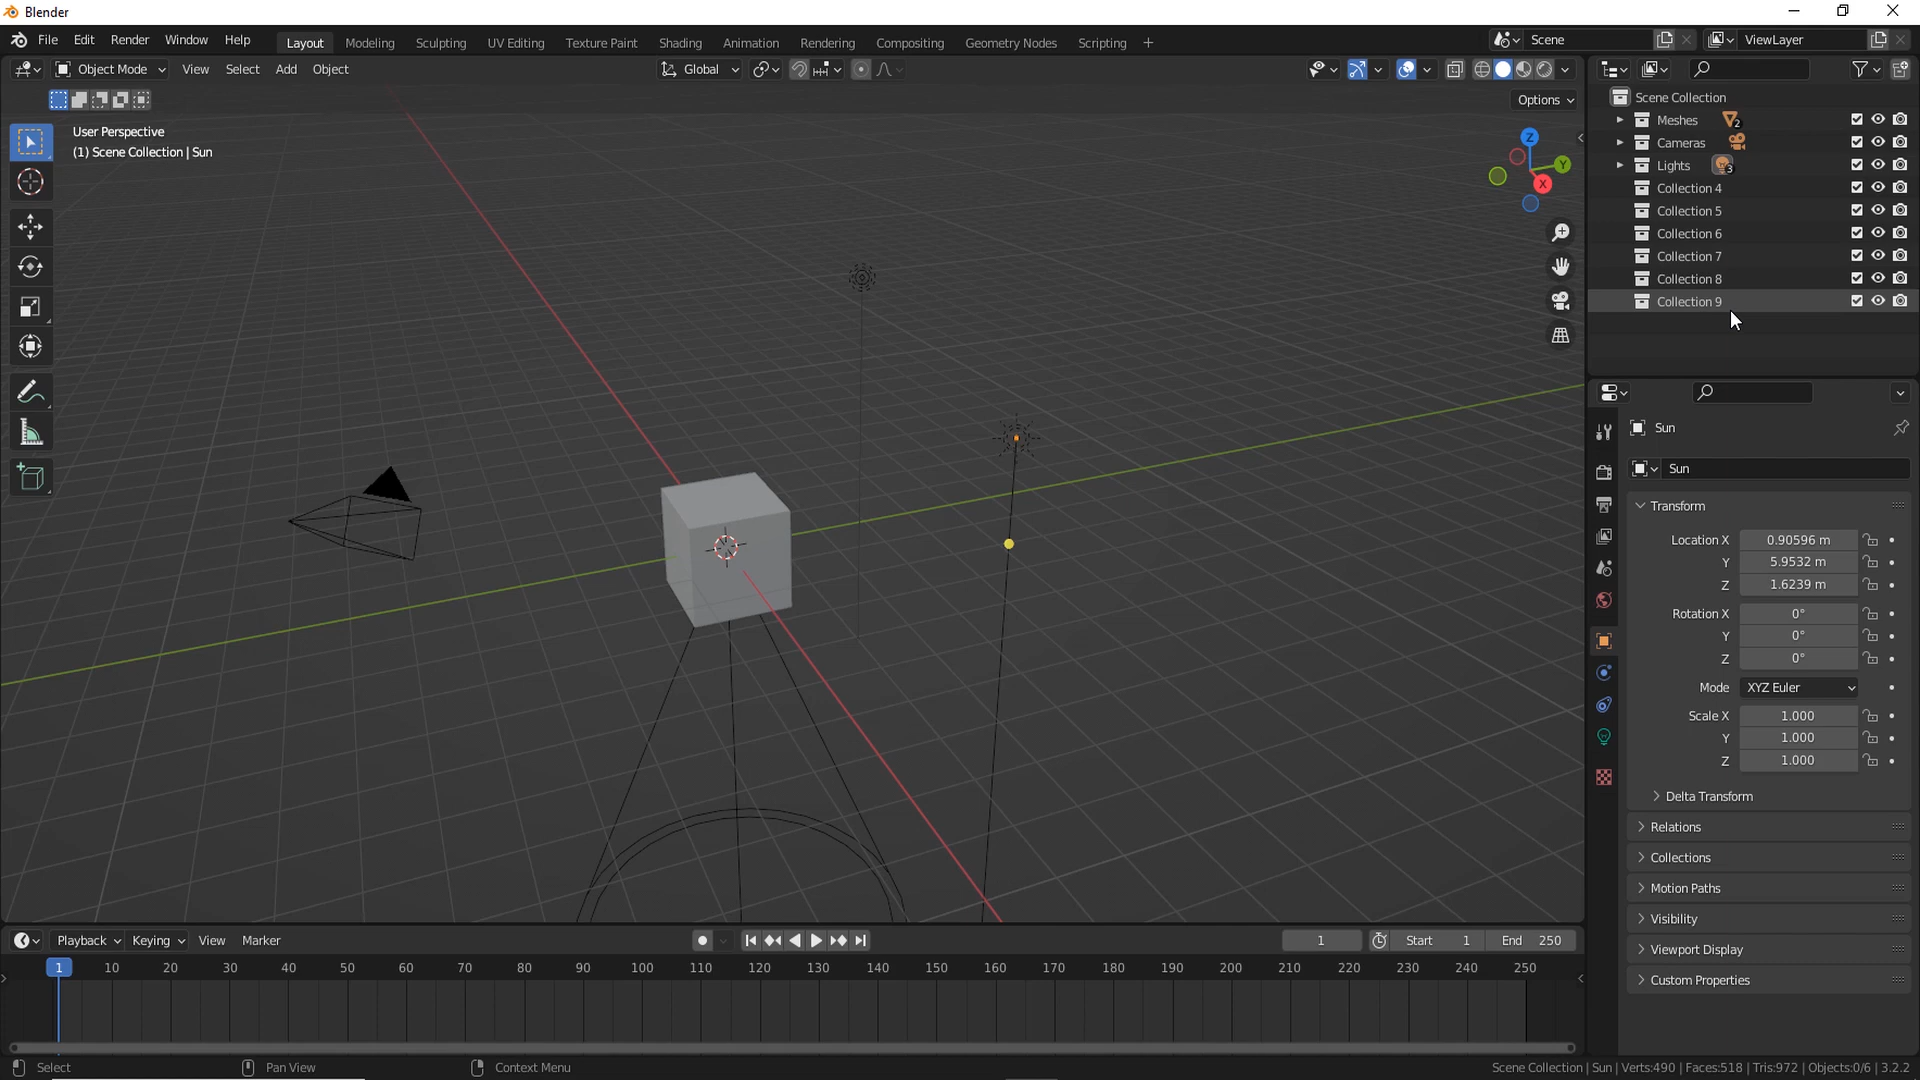 Blender
File Edit Render Window Help Layout Modeling Sculpting UV Editing Texture Paint Shading Animation Rendering Compositing Geometry Nodes Scripting + Scene ViewLayer
Object Mode View Select Add Object Global
Options
User Perspective
(1) Scene Collection | Sun
Z
Y
X
Scene Collection
Meshes 2
Cameras
Lights 3
Collection 4
Collection 5
Collection 6
Collection 7
Collection 8
Collection 9
Sun
Sun
Transform
Location X 0.90596 m
Y 5.9532 m
Z 1.6239 m
Rotation X 0°
Y 0°
Z 0°
Mode XYZ Euler
Scale X 1.000
Y 1.000
Z 1.000
Delta Transform
Relations
Collections
Motion Paths
Visibility
Viewport Display
Custom Properties
Playback Keying View Marker 1 Start 1 End 250
1 10 20 30 40 50 60 70 80 90 100 110 120 130 140 150 160 170 180 190 200 210 220 230 240 250
Select Pan View Context Menu Scene Collection | Sun | Verts:490 | Faces:518 | Tris:972 | Objects:0/6 | 3.2.2